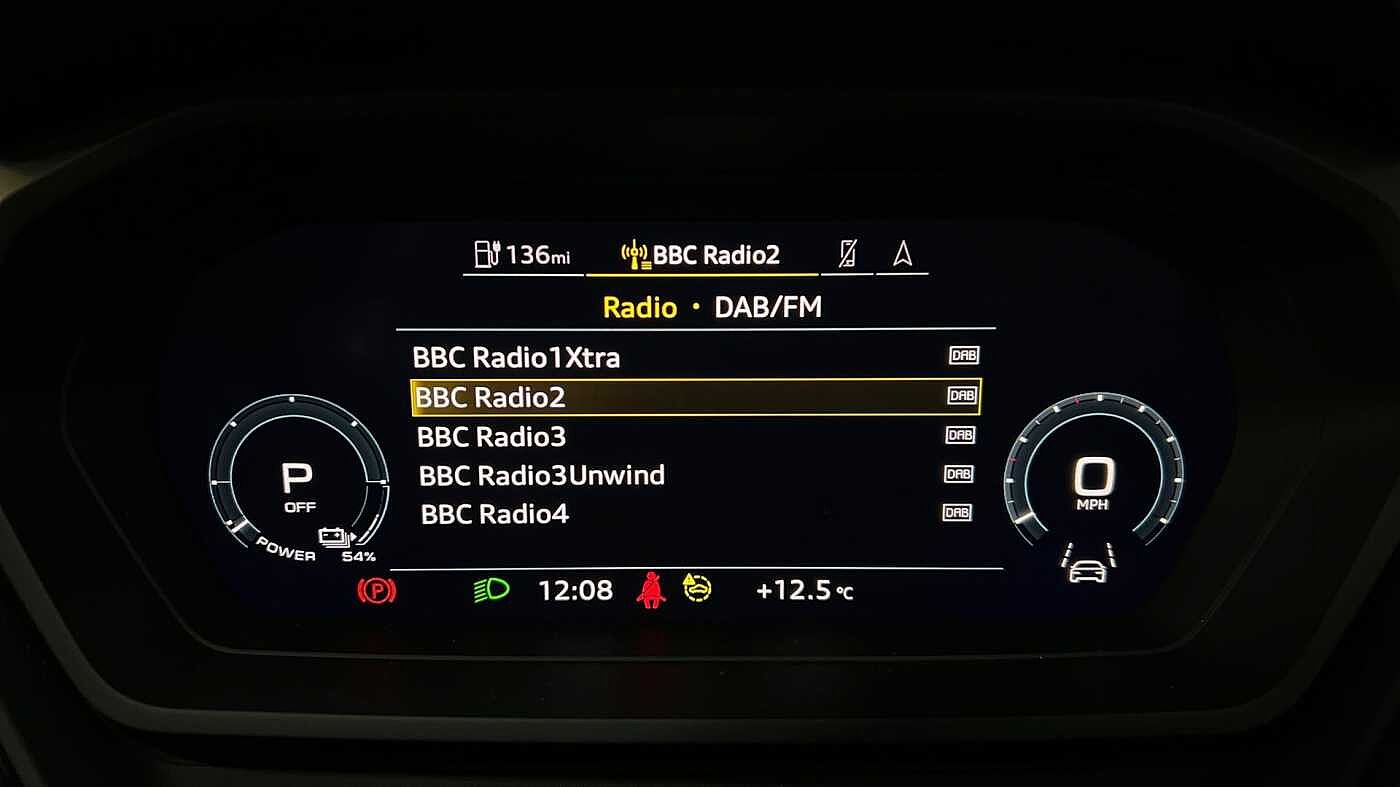 136mi BBC Radio2
Radio • DAB/FM
BBC Radio1Xtra DAB
BBC Radio2 DAB
BBC Radio3 DAB
BBC Radio3Unwind DAB
BBC Radio4 DAB
P
OFF
POWER
54%
0
MPH
P
12:08
+12.5°C